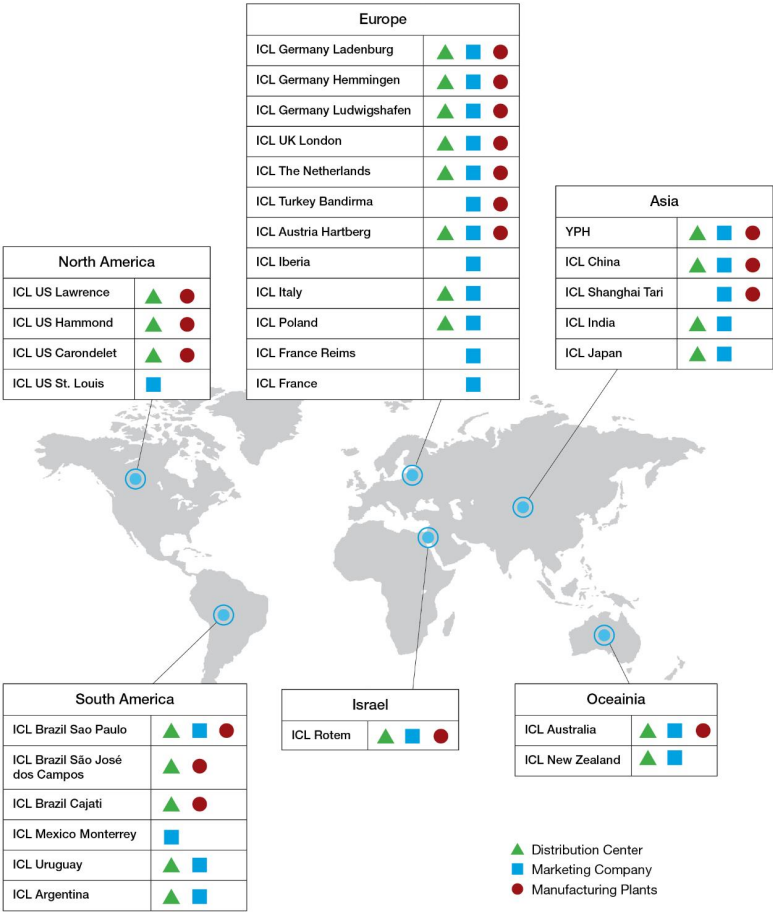 Europe
ICL Germany Ladenburg
ICL Germany Hemmingen
ICL Germany Ludwigshafen
ICL UK London
ICL The Netherlands
ICL Turkey Bandirma
ICL Austria Hartberg
ICL Iberia
ICL Italy
ICL Poland
ICL France Reims
ICL France
Asia
YPH
ICL China
ICL Shanghai Tari
ICL India
ICL Japan
North America
ICL US Lawrence
ICL US Hammond
ICL US Carondelet
ICL US St. Louis
South America
ICL Brazil Sao Paulo
ICL Brazil São José
dos Campos
ICL Brazil Cajati
ICL Mexico Monterrey
ICL Uruguay
ICL Argentina
Israel
ICL Rotem
Oceainia
ICL Australia
ICL New Zealand
Distribution Center
Marketing Company
Manufacturing Plants